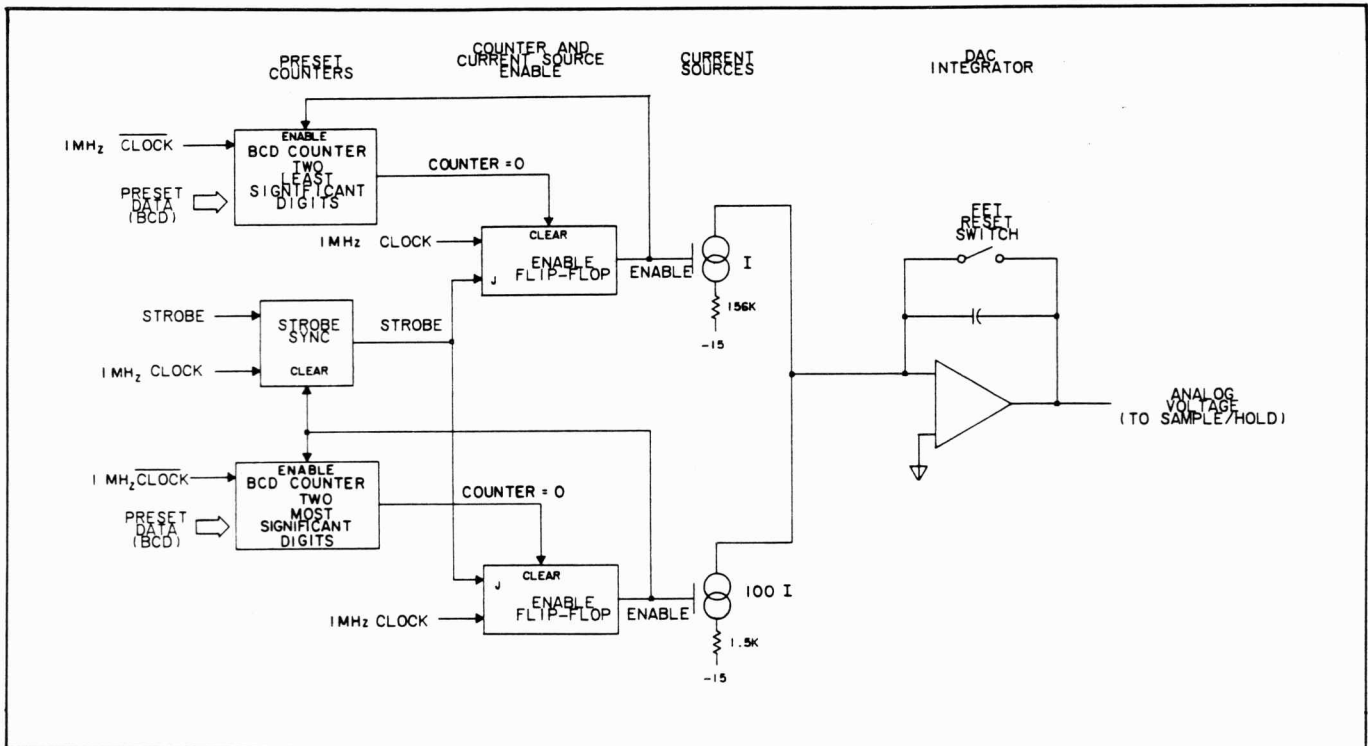 PRESET
COUNTERS
COUNTER AND
CURRENT SOURCE
ENABLE
CURRENT
SOURCES
DAC
INTEGRATOR
1MHz CLOCK
PRESET
DATA
(BCD)
ENABLE
BCD COUNTER
TWO
LEAST
SIGNIFICANT
DIGITS
COUNTER = 0
1MHz CLOCK
CLEAR
ENABLE
FLIP-FLOP
J
ENABLE
I
156K
-15
FET
RESET
SWITCH
STROBE
1MHz CLOCK
STROBE
SYNC
CLEAR
STROBE
ANALOG
VOLTAGE
(TO SAMPLE/HOLD)
1 MHz CLOCK
PRESET
DATA
(BCD)
ENABLE
BCD COUNTER
TWO
MOST
SIGNIFICANT
DIGITS
COUNTER = 0
J
CLEAR
ENABLE
FLIP-FLOP
1MHz CLOCK
ENABLE
100 I
1.5K
-15